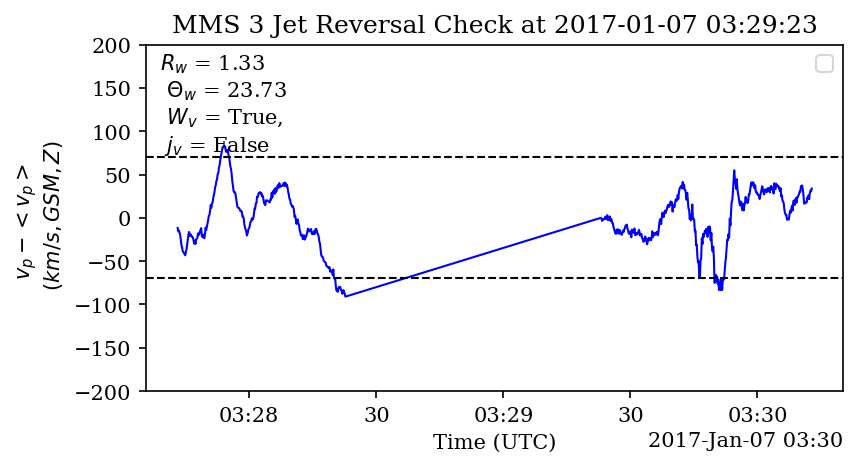 MMS 3 Jet Reversal Check at 2017-01-07 03:29:23
R_w = 1.33
Θ_w = 23.73
W_v = True,
j_v = False
v_p − < v_p >
(km/s, GSM, Z)
200
150
100
50
0
−50
−100
−150
−200
03:28 30 03:29 30 03:30
Time (UTC)
2017-Jan-07 03:30